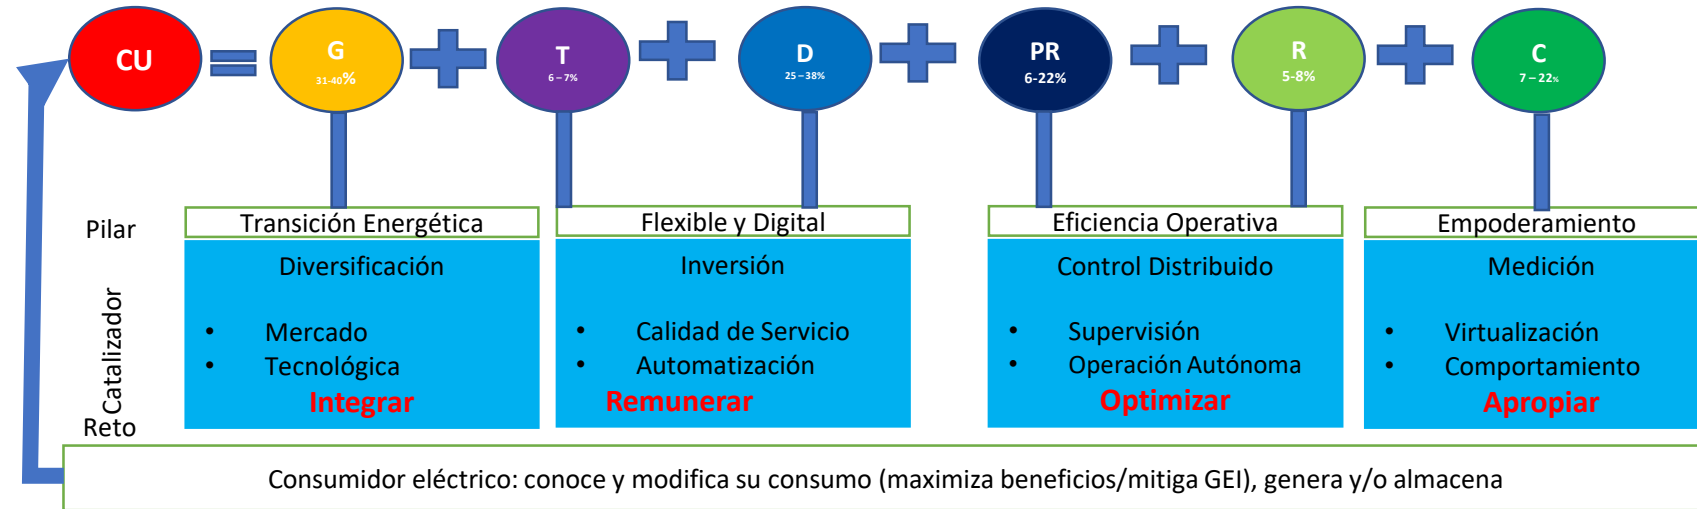 CU
G
31-40%
T
6 – 7%
D
25 – 38%
PR
6-22%
R
5-8%
C
7 – 22%
Pilar
Transición Energética
Flexible y Digital
Eficiencia Operativa
Empoderamiento
Catalizador
Diversificación
• Mercado
• Tecnológica
Integrar
Inversión
• Calidad de Servicio
• Automatización
Remunerar
Control Distribuido
• Supervisión
• Operación Autónoma
Optimizar
Medición
• Virtualización
• Comportamiento
Apropiar
Reto
Consumidor eléctrico: conoce y modifica su consumo (maximiza beneficios/mitiga GEI), genera y/o almacena